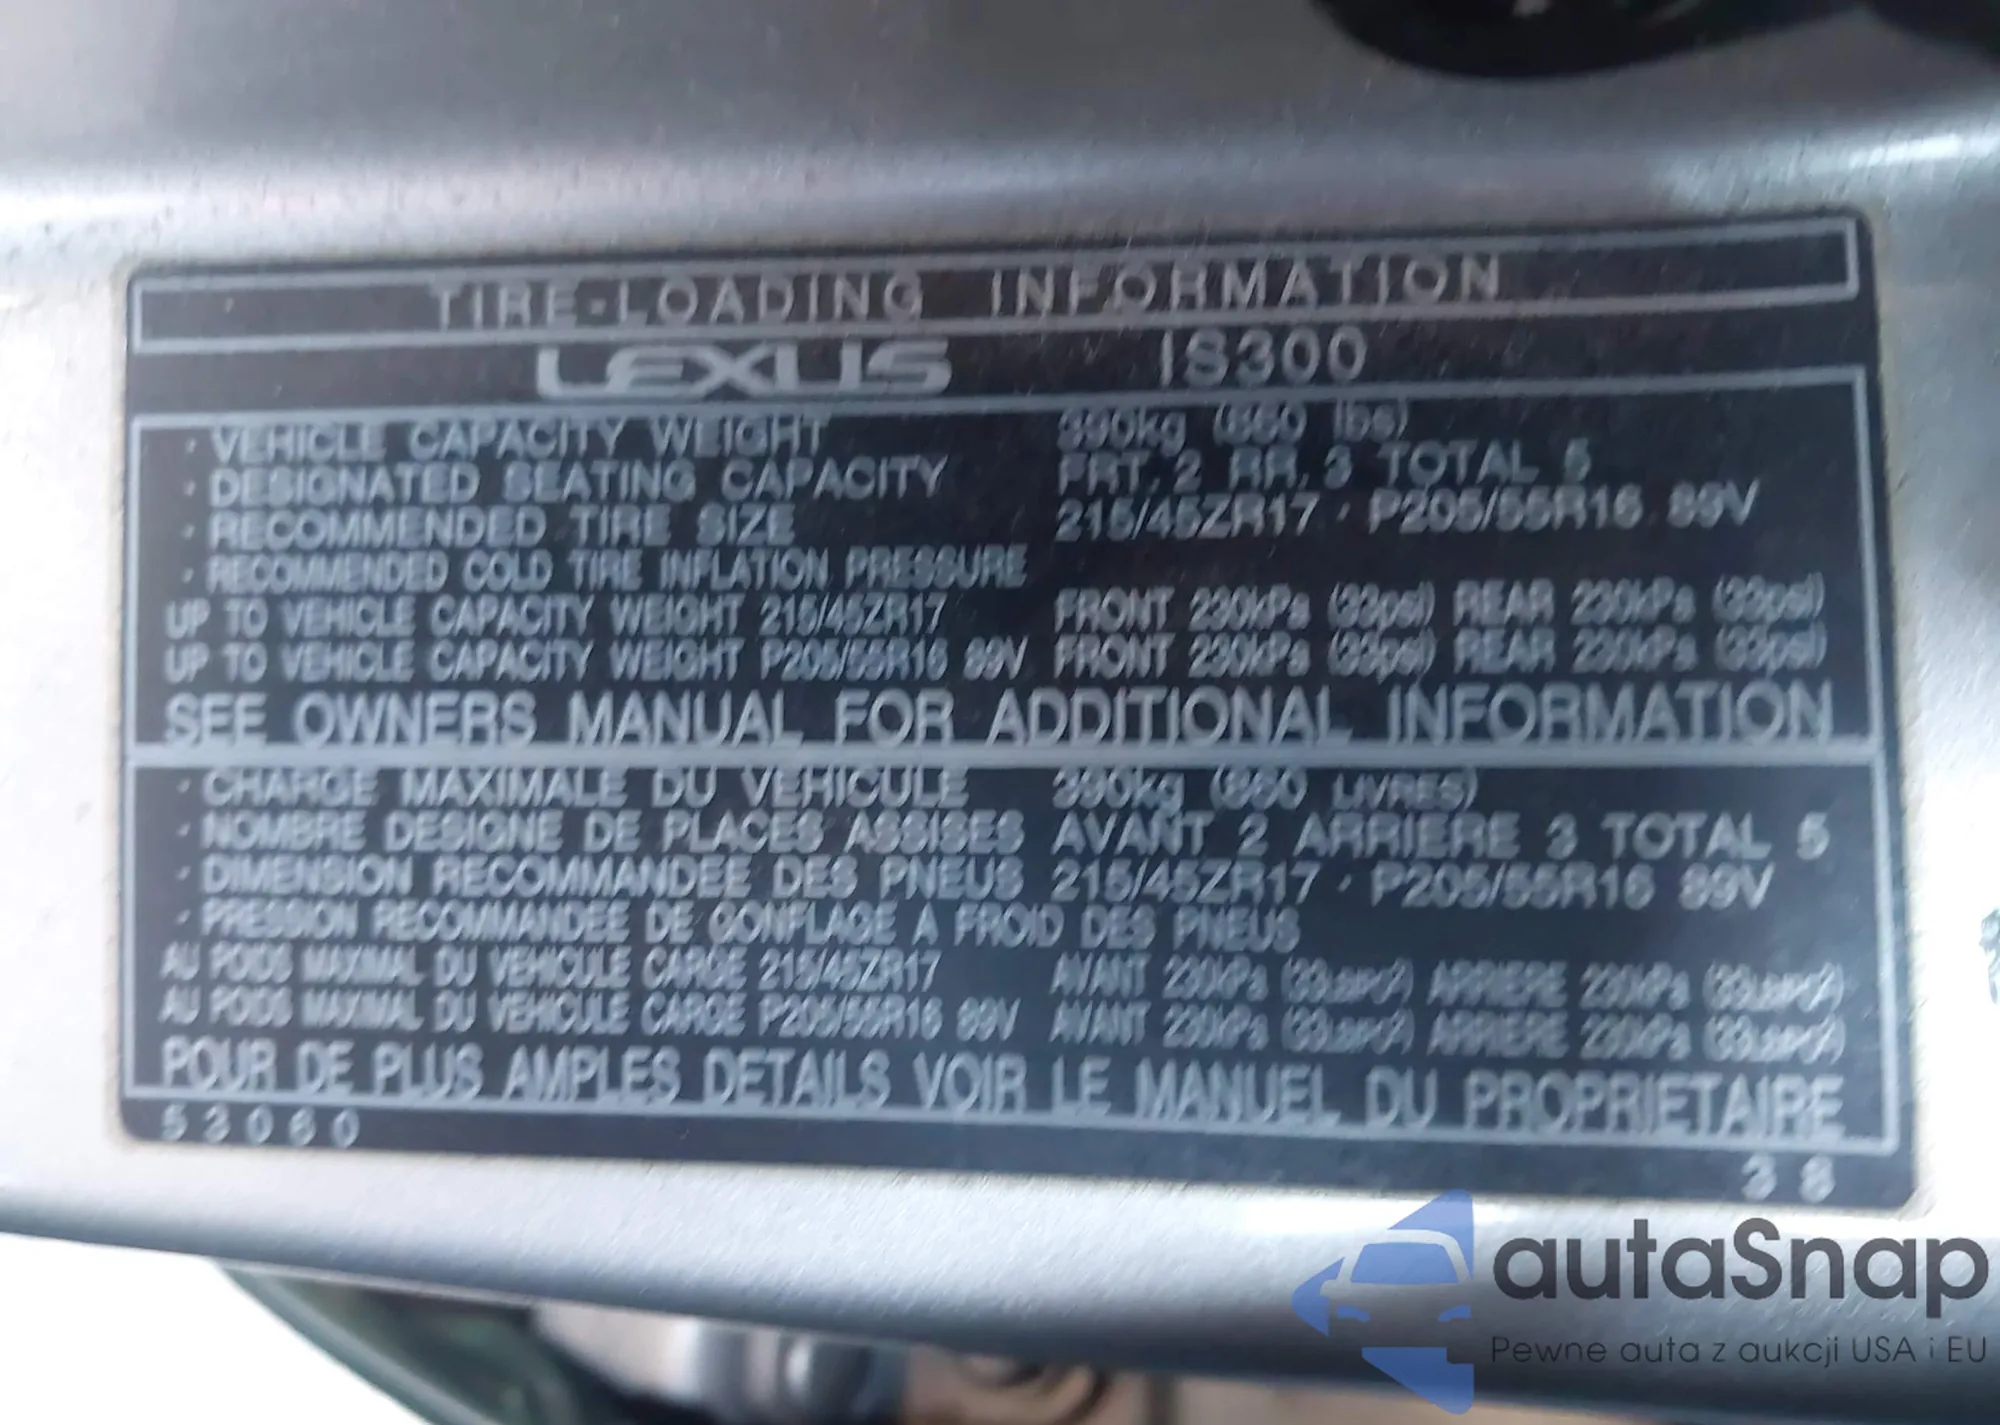 TIRE-LOADING INFORMATION
LEXUS IS300
· VEHICLE CAPACITY WEIGHT 390kg (860 lbs)
· DESIGNATED SEATING CAPACITY FRT. 2 RR. 3 TOTAL 5
· RECOMMENDED TIRE SIZE 215/45ZR17 · P205/55R16 89V
· RECOMMENDED COLD TIRE INFLATION PRESSURE
UP TO VEHICLE CAPACITY WEIGHT 215/45ZR17 FRONT 230kPa (33psi) REAR 230kPa (33psi)
UP TO VEHICLE CAPACITY WEIGHT P205/55R16 89V FRONT 230kPa (33psi) REAR 230kPa (33psi)
SEE OWNERS MANUAL FOR ADDITIONAL INFORMATION
· CHARGE MAXIMALE DU VEHICULE 390kg (860 LIVRES)
· NOMBRE DESIGNE DE PLACES ASSISES AVANT 2 ARRIERE 3 TOTAL 5
· DIMENSION RECOMMANDEE DES PNEUS 215/45ZR17 · P205/55R16 89V
· PRESSION RECOMMANDEE DE GONFLAGE A FROID DES PNEUS
AU POIDS MAXIMAL DU VEHICULE CARGE 215/45ZR17 AVANT 230kPa (33LBPO²) ARRIERE 230kPa (33LBPO²)
AU POIDS MAXIMAL DU VEHICULE CARGE P205/55R16 89V AVANT 230kPa (33LBPO²) ARRIERE 230kPa (33LBPO²)
POUR DE PLUS AMPLES DETAILS VOIR LE MANUEL DU PROPRIETAIRE
53060
38
autaSnap
Pewne auta z aukcji USA i EU